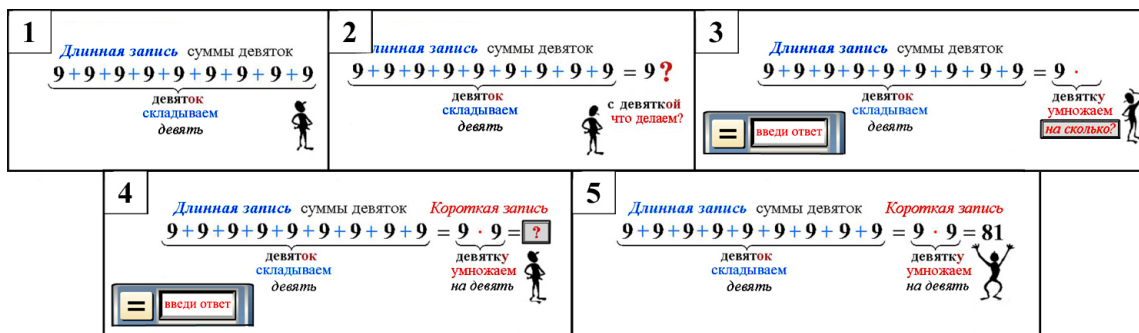 1
Длинная запись суммы девяток
9+9+9+9+9+9+9+9+9
девяток
складываем
девять
2
линная запись суммы девяток
9+9+9+9+9+9+9+9+9 = 9?
девяток
складываем
девять
с девяткой
что делаем?
3
Длинная запись суммы девяток
9+9+9+9+9+9+9+9+9 = 9 ·
девяток
складываем
девять
девятку
умножаем
на сколько?
= введи ответ
4
Длинная запись суммы девяток Короткая запись
9+9+9+9+9+9+9+9+9 = 9 · 9 = ?
девяток
складываем
девять
девятку
умножаем
на девять
= введи ответ
5
Длинная запись суммы девяток Короткая запись
9+9+9+9+9+9+9+9+9 = 9 · 9 = 81
девяток
складываем
девять
девятку
умножаем
на девять